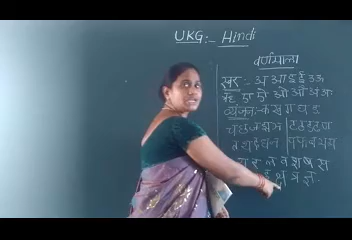 UKG:- Hindi
वर्णमाला
स्वर:- अ आ इ ई उ ऊ
ऋ ए ऐ ओ औ अं अः
व्यंजन:- क ख ग घ ङ
च छ ज झ ञ ट ठ ड ढ ण
त थ द ध न प फ ब भ म
य र ल व श ष स
ह क्ष त्र ज्ञ